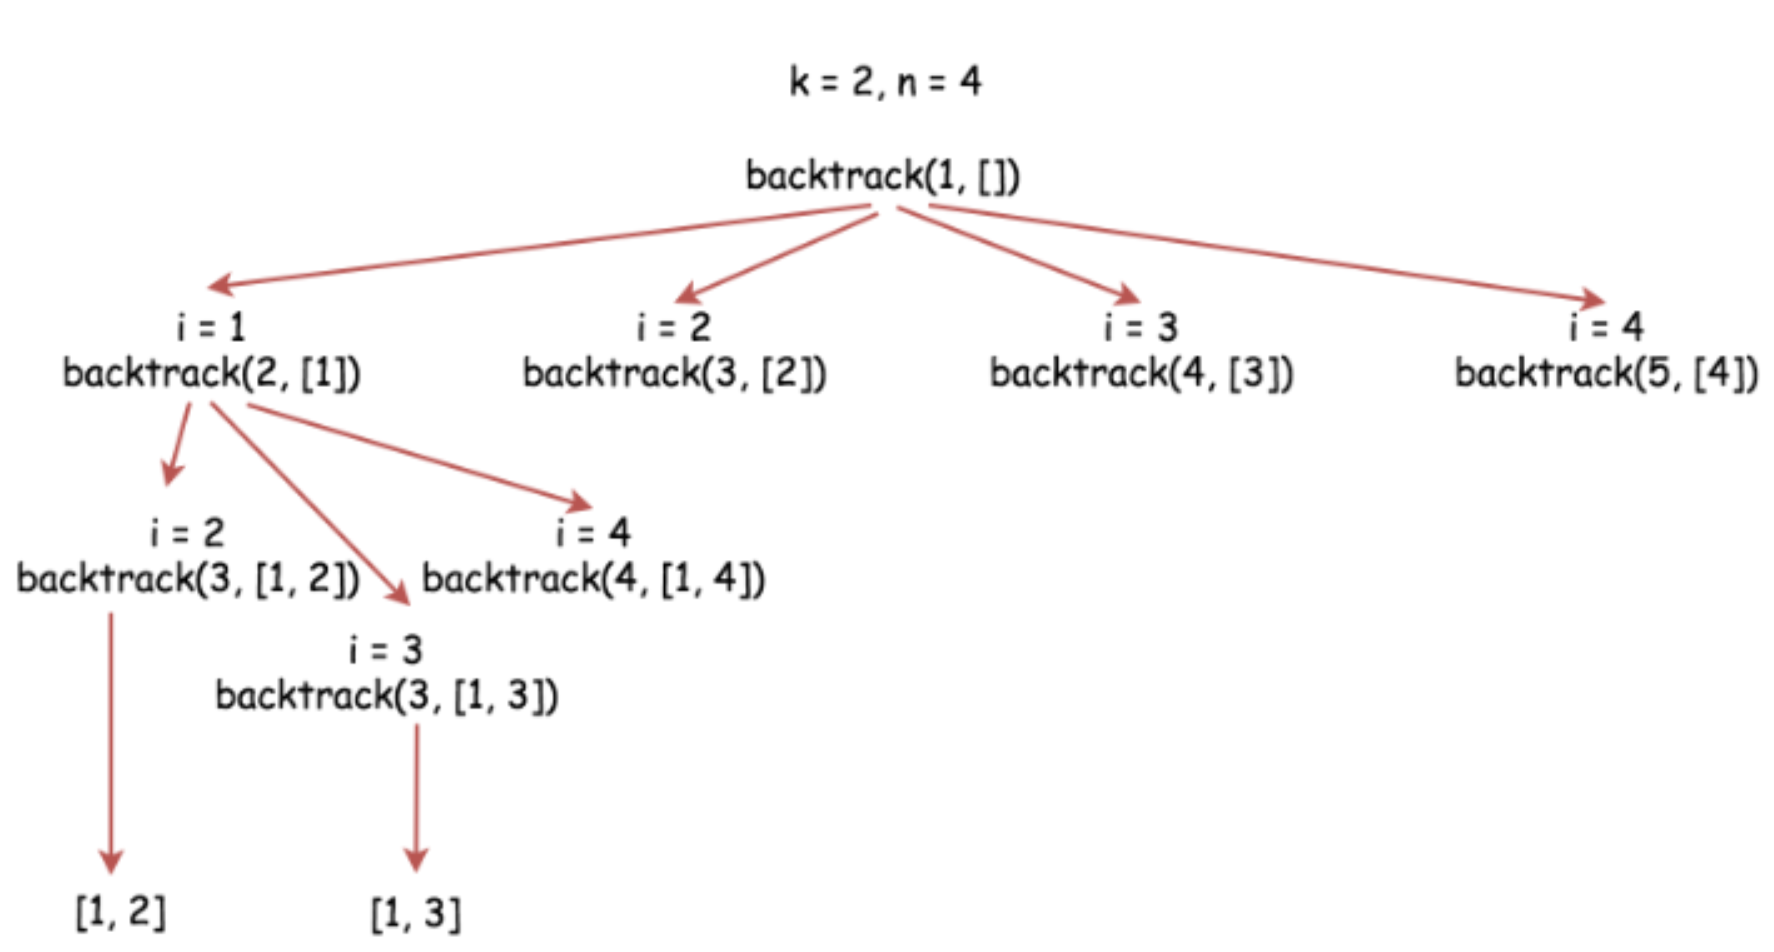 k = 2, n = 4
backtrack(1, [])
i = 1
backtrack(2, [1])
i = 2
backtrack(3, [2])
i = 3
backtrack(4, [3])
i = 4
backtrack(5, [4])
i = 2
backtrack(3, [1, 2])
i = 4
backtrack(4, [1, 4])
i = 3
backtrack(3, [1, 3])
[1, 2]
[1, 3]